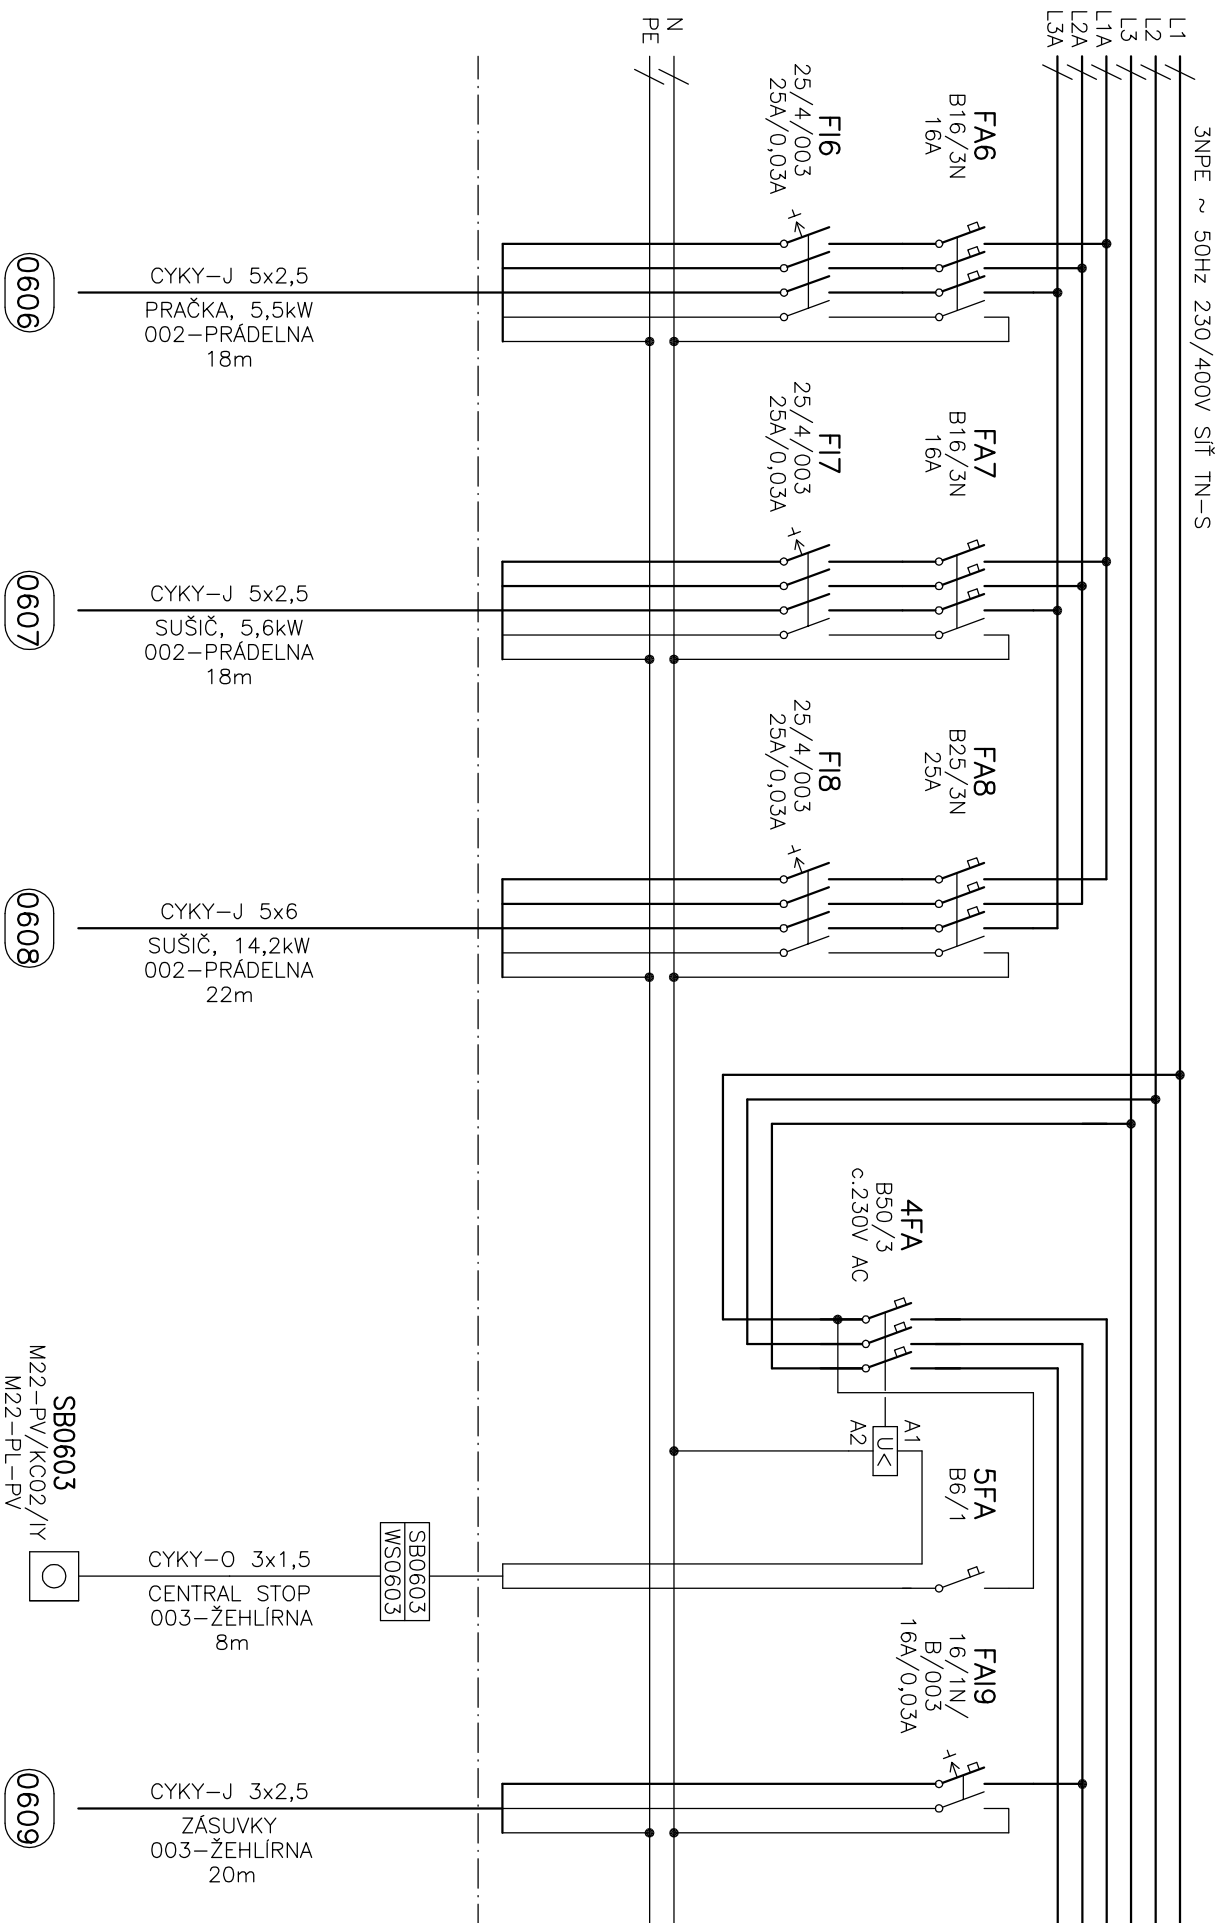 3NPE ~ 50Hz 230/400V SÍŤ TN-S
L1
L2
L3
L1A
L2A
L3A
N
PE
FA6
B16/3N
16A
FI6
25/4/003
25A/0,03A
CYKY-J 5x2,5
PRAČKA, 5,5kW
002-PRÁDELNA
18m
0606
FA7
B16/3N
16A
FI7
25/4/003
25A/0,03A
CYKY-J 5x2,5
SUŠIČ, 5,6kW
002-PRÁDELNA
18m
0607
FA8
B25/3N
25A
FI8
25/4/003
25A/0,03A
CYKY-J 5x6
SUŠIČ, 14,2kW
002-PRÁDELNA
22m
0608
4FA
B50/3
c.230V AC
A1
A2
U<
5FA
B6/1
SB0603
WS0603
CYKY-O 3x1,5
CENTRAL STOP
003-ŽEHLÍRNA
8m
SB0603
M22-PV/KC02/IY
M22-PL-PV
FAI9
16/1N/
B/003
16A/0,03A
CYKY-J 3x2,5
ZÁSUVKY
003-ŽEHLÍRNA
20m
0609